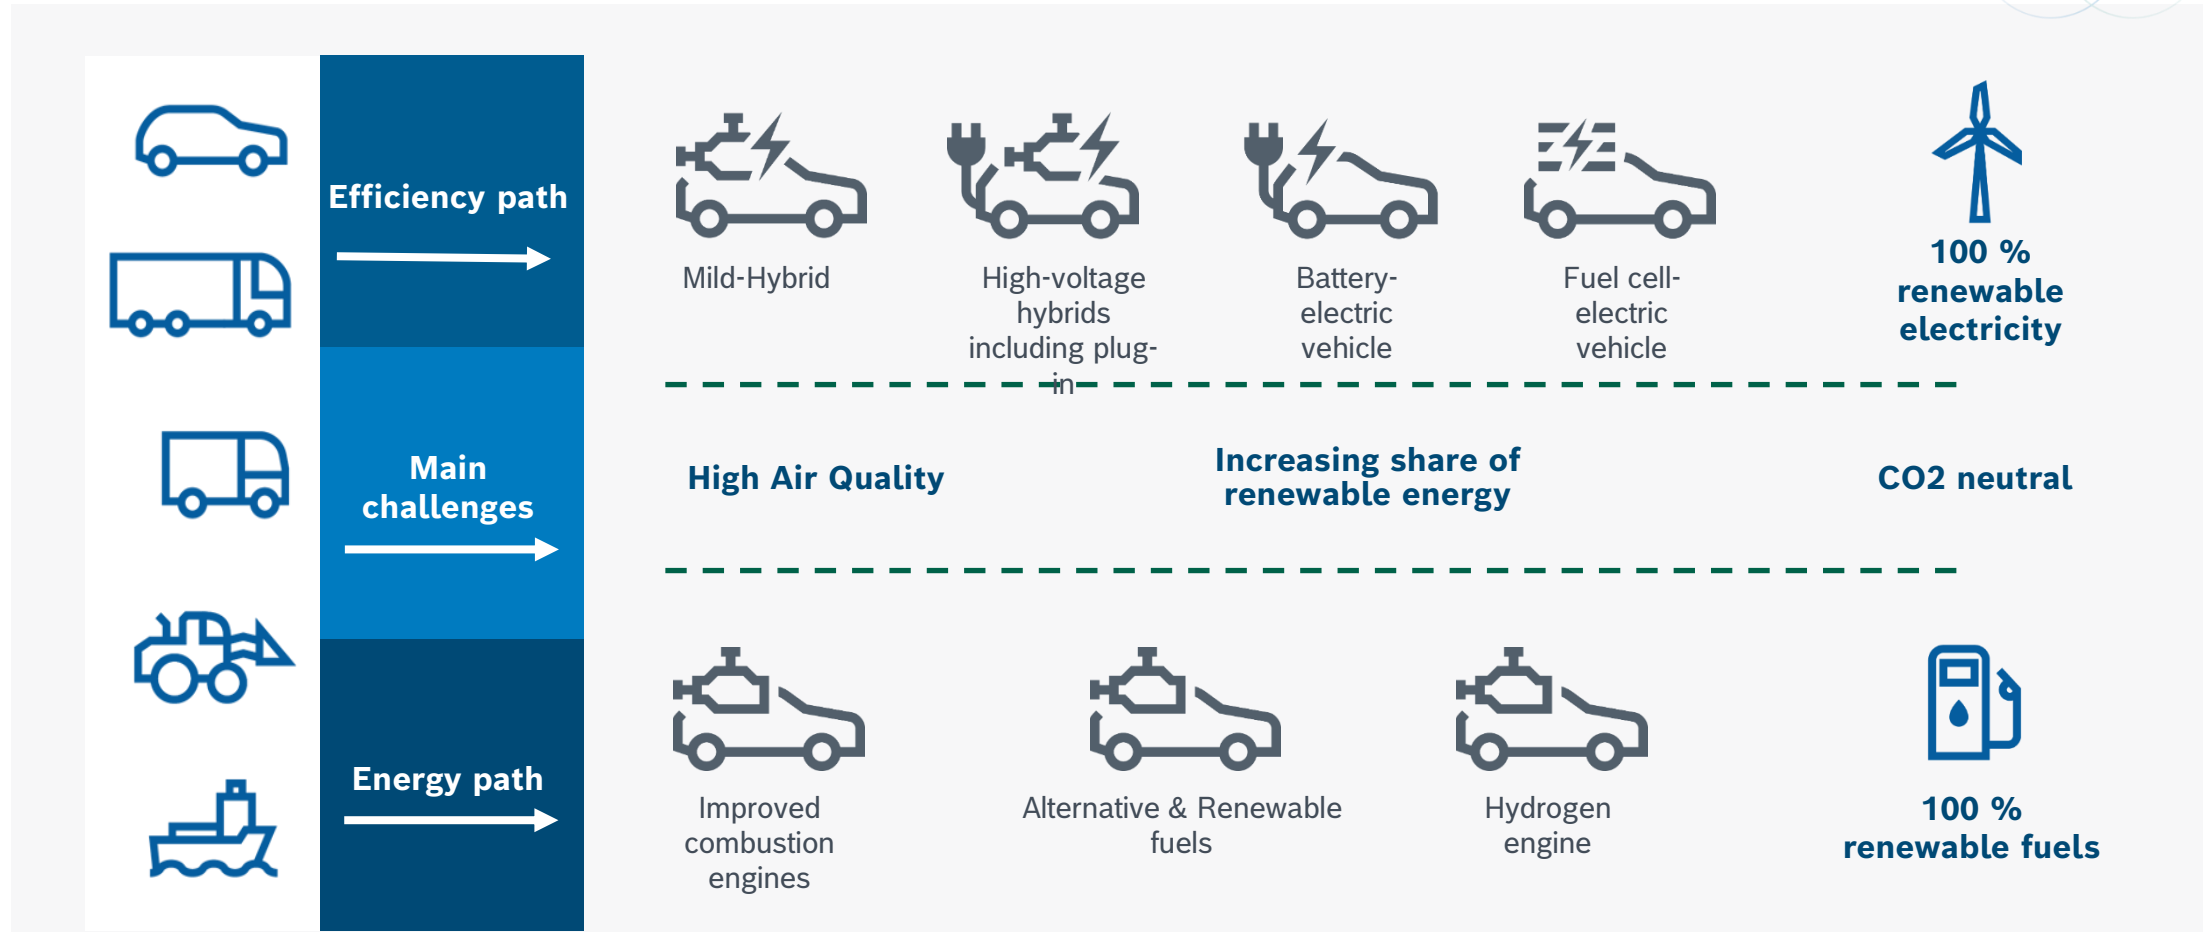 Efficiency path
Mild-Hybrid
High-voltage
hybrids
including plug-
in
Battery-
electric
vehicle
Fuel cell-
electric
vehicle
100 %
renewable
electricity
Main
challenges
High Air Quality
Increasing share of
renewable energy
CO2 neutral
Energy path
Improved
combustion
engines
Alternative & Renewable
fuels
Hydrogen
engine
100 %
renewable fuels